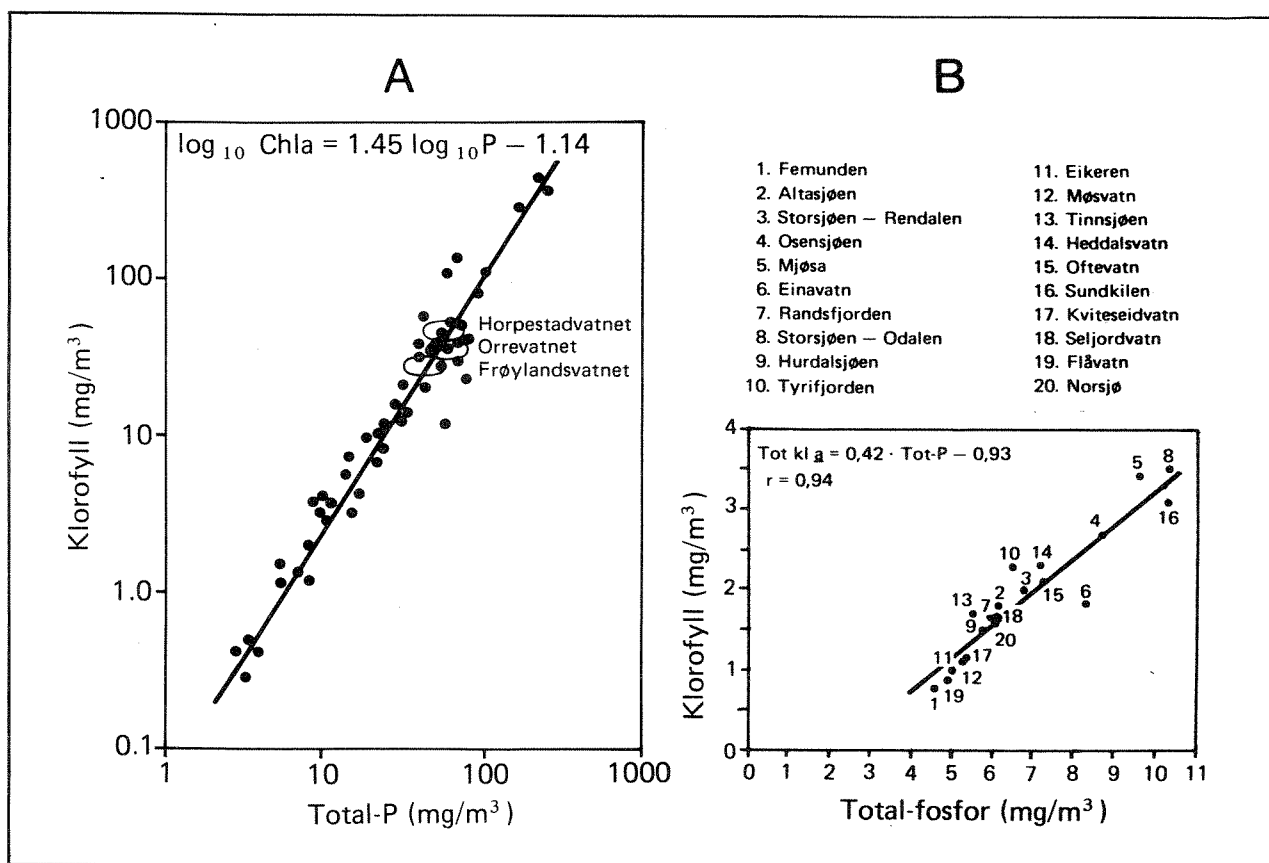 A
log₁₀ Chla = 1.45 log₁₀P − 1.14
Klorofyll (mg/m³)
1000
100
10
1.0
0.1
Horpestadvatnet
Orrevatnet
Frøylandsvatnet
1 10 100 1000
Total-P (mg/m³)
B
1. Femunden
2. Altasjøen
3. Storsjøen – Rendalen
4. Osensjøen
5. Mjøsa
6. Einavatn
7. Randsfjorden
8. Storsjøen – Odalen
9. Hurdalsjøen
10. Tyrifjorden
11. Eikeren
12. Møsvatn
13. Tinnsjøen
14. Heddalsvatn
15. Oftevatn
16. Sundkilen
17. Kviteseidvatn
18. Seljordvatn
19. Flåvatn
20. Norsjø
Tot kl a = 0,42 · Tot-P – 0,93
r = 0,94
Klorofyll (mg/m³)
4
3
2
1
0
5 8
16
4
10 14
3
15
6
13 7 2
18
9
20
11 17
12
1 19
0 1 2 3 4 5 6 7 8 9 10 11
Total-fosfor (mg/m³)